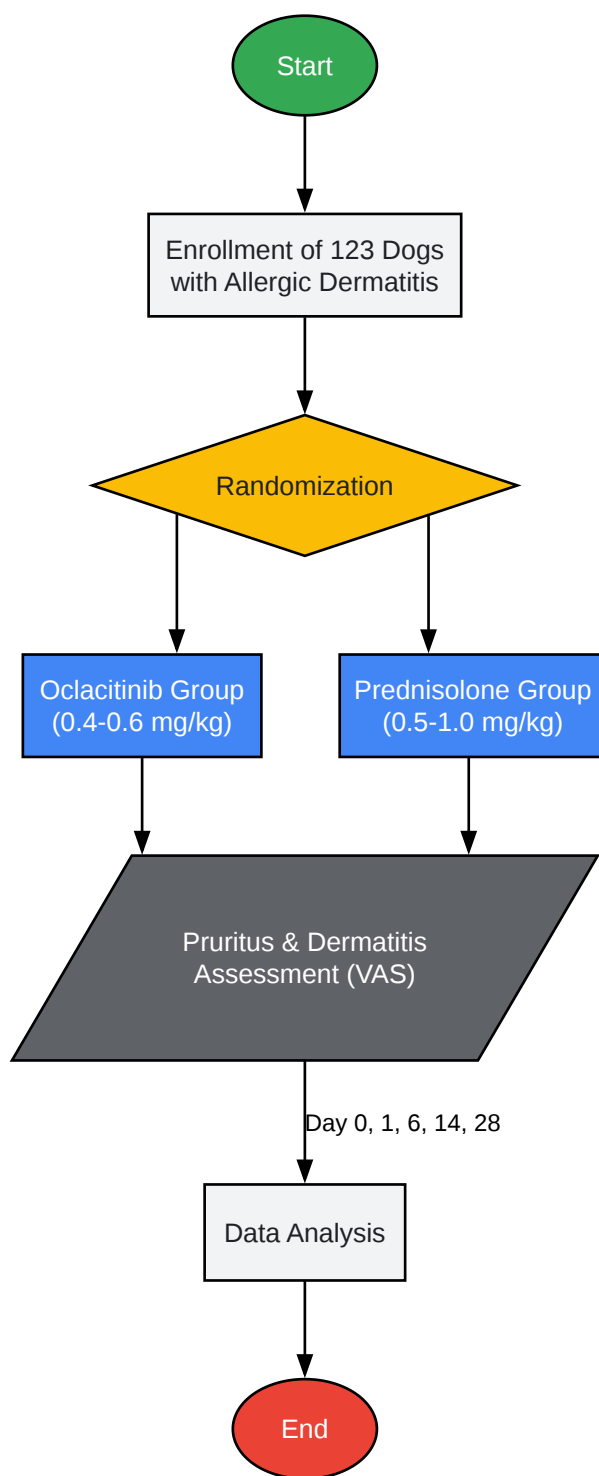 Start
Enrollment of 123 Dogs
with Allergic Dermatitis
Randomization
Oclacitinib Group
(0.4-0.6 mg/kg)
Prednisolone Group
(0.5-1.0 mg/kg)
Pruritus & Dermatitis
Assessment (VAS)
Day 0, 1, 6, 14, 28
Data Analysis
End